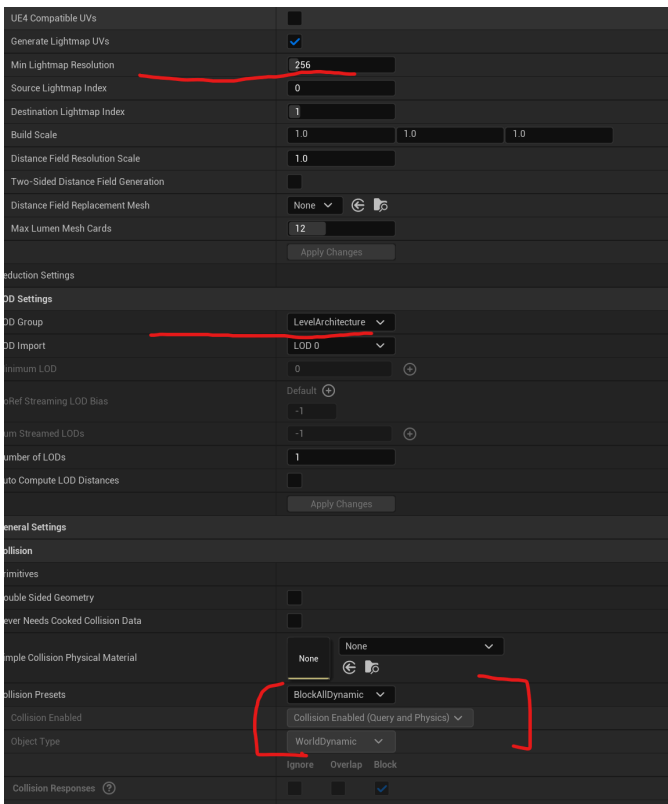 UE4 Compatible UVs
Generate Lightmap UVs
Min Lightmap Resolution 256
Source Lightmap Index 0
Destination Lightmap Index 1
Build Scale 1.0 1.0 1.0
Distance Field Resolution Scale 1.0
Two-Sided Distance Field Generation
Distance Field Replacement Mesh None
Max Lumen Mesh Cards 12
Apply Changes
eduction Settings
OD Settings
OD Group LevelArchitecture
OD Import LOD 0
inimum LOD 0
Default
oRef Streaming LOD Bias
-1
um Streamed LODs -1
umber of LODs 1
uto Compute LOD Distances
Apply Changes
eneral Settings
ollision
rimitives
ouble Sided Geometry
ever Needs Cooked Collision Data
None
imple Collision Physical Material None
ollision Presets BlockAllDynamic
Collision Enabled Collision Enabled (Query and Physics)
Object Type WorldDynamic
Ignore Overlap Block
Collision Responses ?